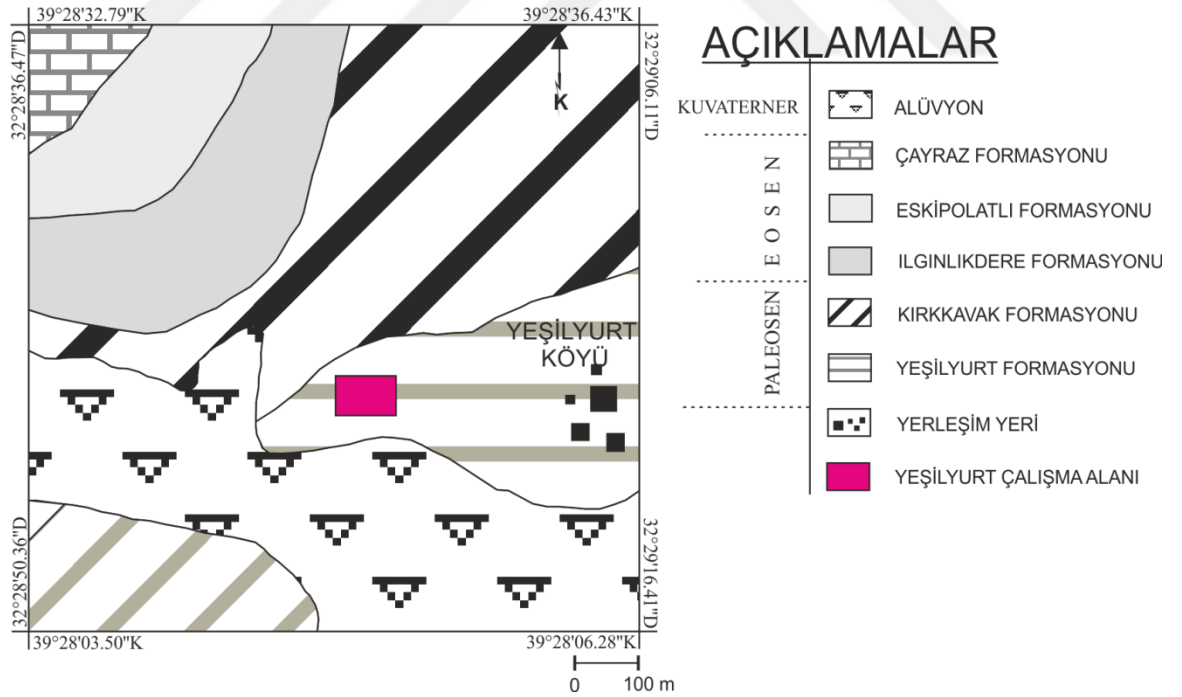 39°28'32.79"K
39°28'36.43"K
32°28'36.47"D
32°29'06.11"D
K
YEŞİLYURT
KÖYÜ
32°28'50.36"D
32°29'16.41"D
39°28'03.50"K
39°28'06.28"K
0 100 m
AÇIKLAMALAR
KUVATERNER
EOSEN
PALEOSEN
ALÜVYON
ÇAYRAZ FORMASYONU
ESKİPOLATLI FORMASYONU
ILGINLIKDERE FORMASYONU
KIRKKAVAK FORMASYONU
YEŞİLYURT FORMASYONU
YERLEŞİM YERİ
YEŞİLYURT ÇALIŞMA ALANI